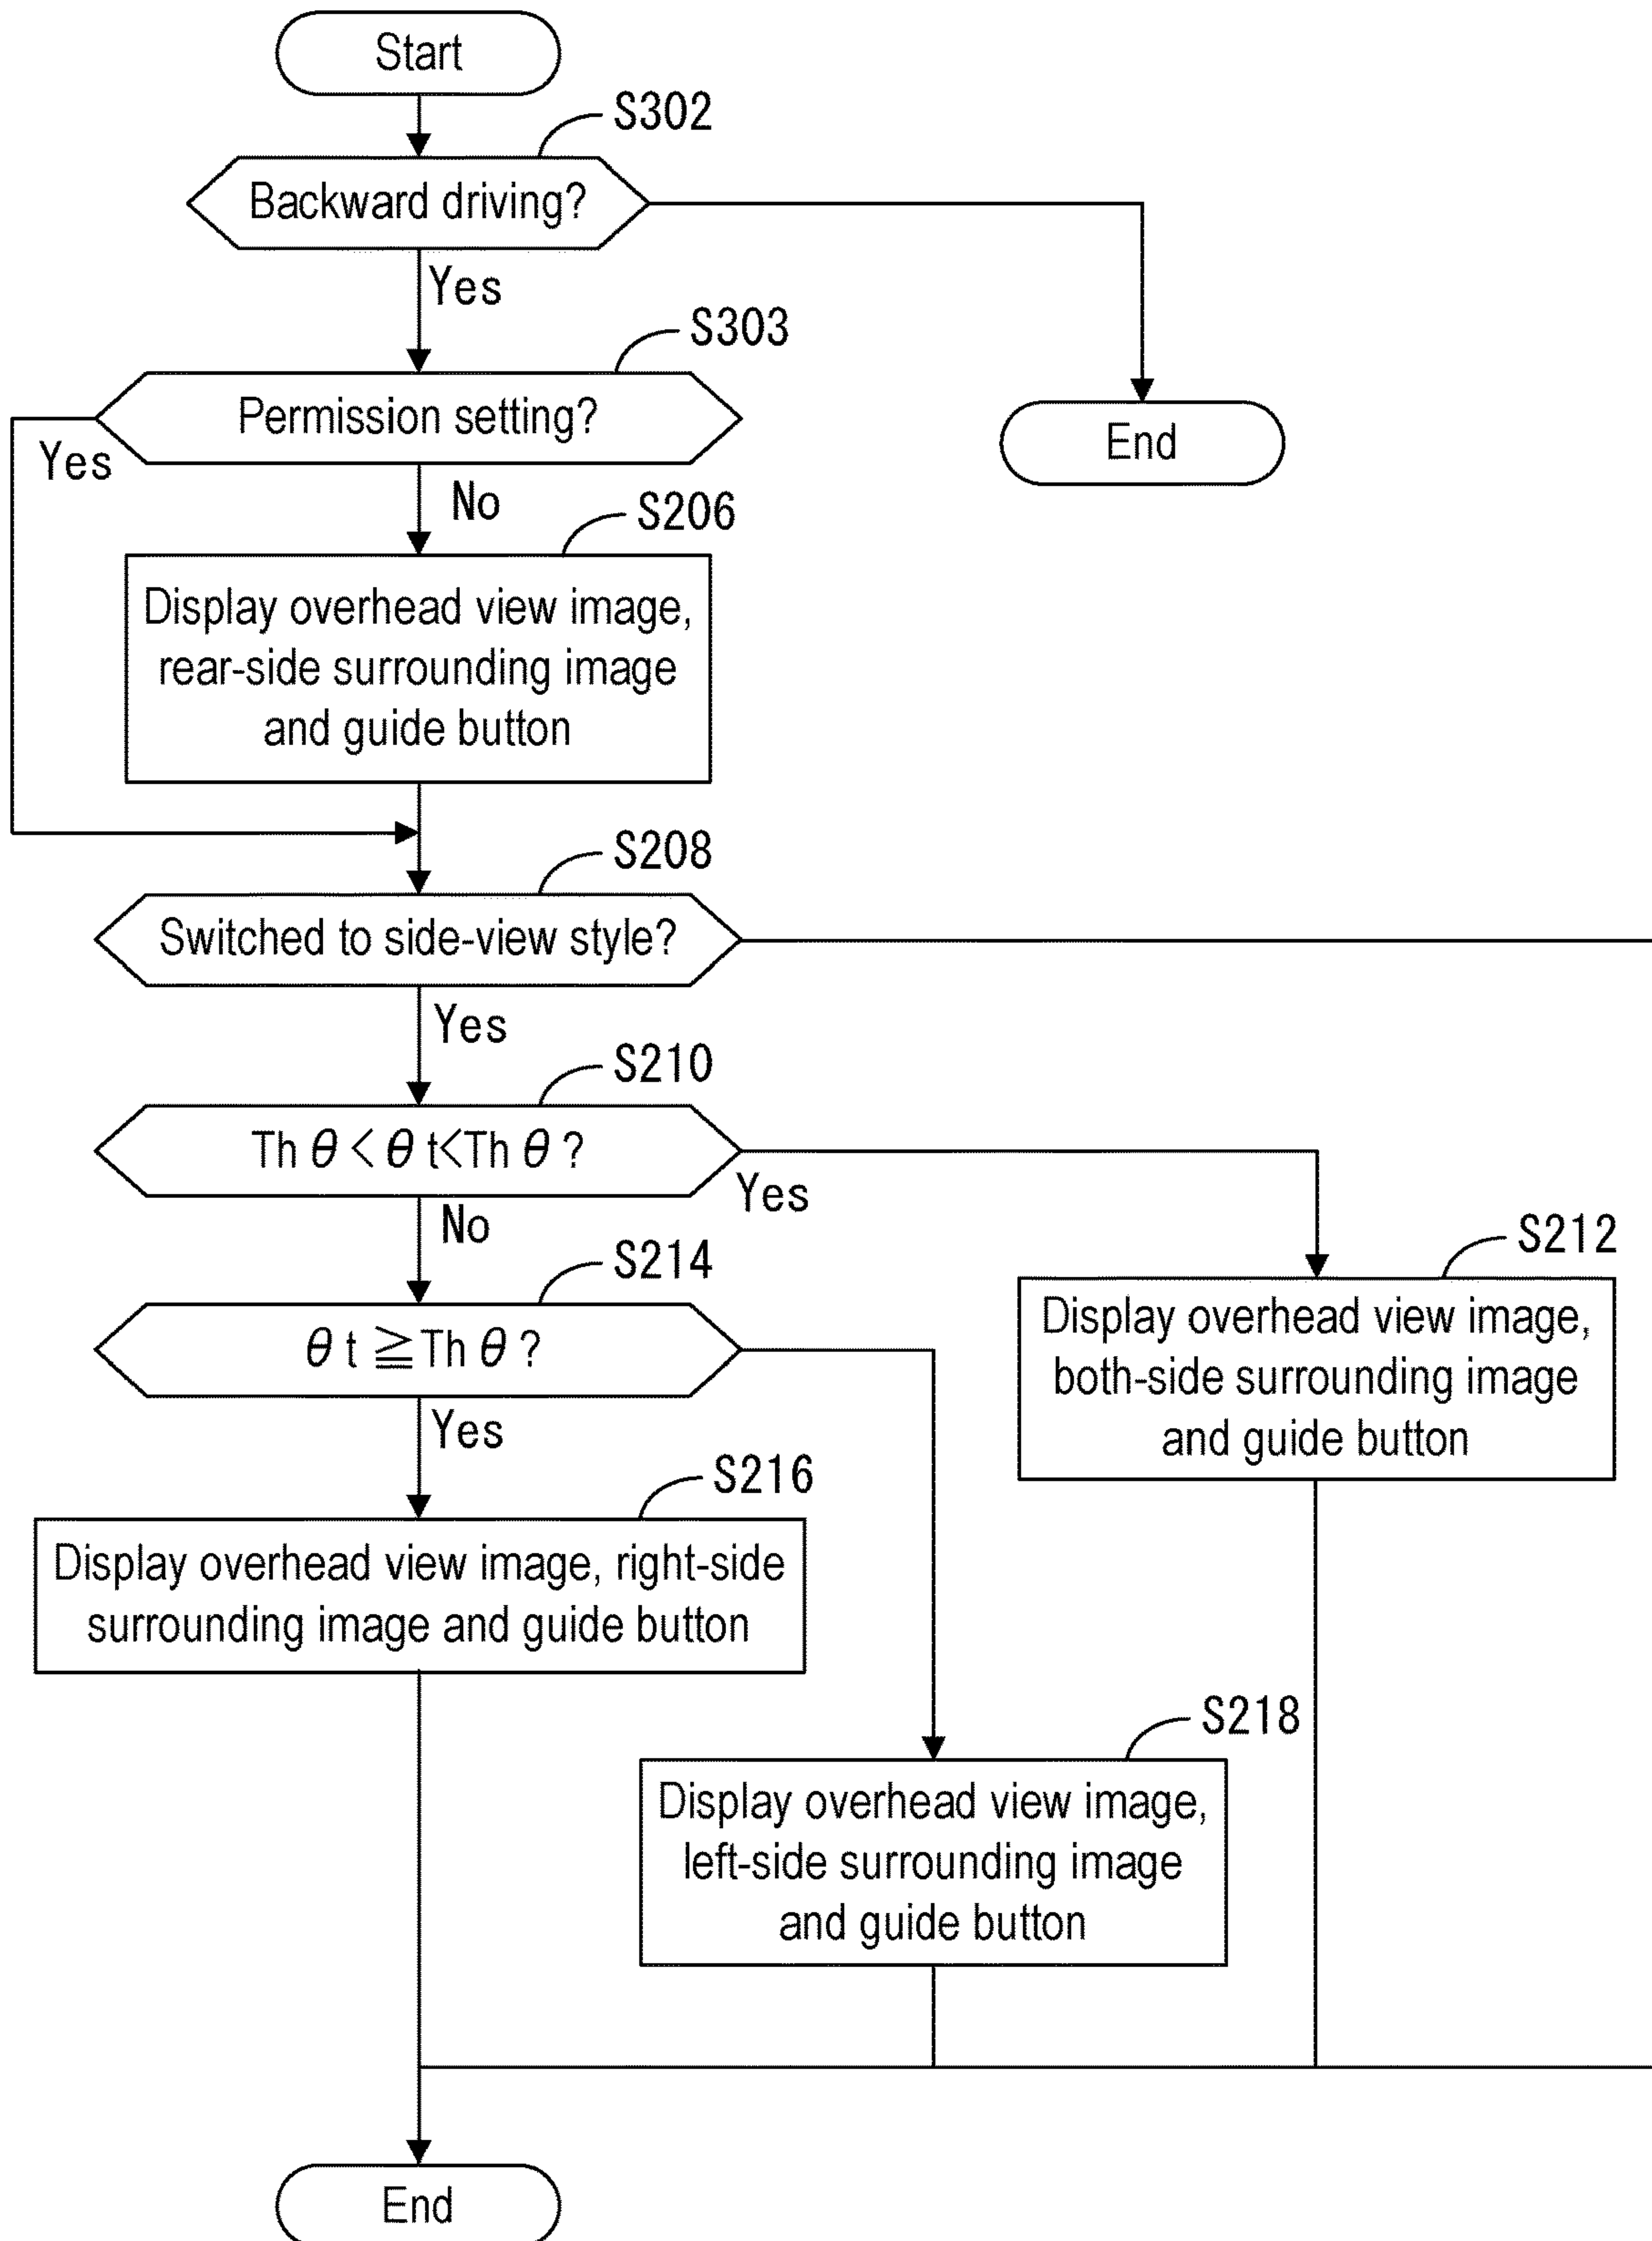 Start
S302
Backward driving?
Yes
S303
Permission setting?
Yes
End
No
S206
Display overhead view image,
rear-side surrounding image
and guide button
S208
Switched to side-view style?
Yes
S210
Th θ < θ t<Th θ ?
Yes
No
S212
S214
Display overhead view image,
both-side surrounding image
and guide button
θ t ≧ Th θ ?
Yes
S216
Display overhead view image, right-side
surrounding image and guide button
S218
Display overhead view image,
left-side surrounding image
and guide button
End